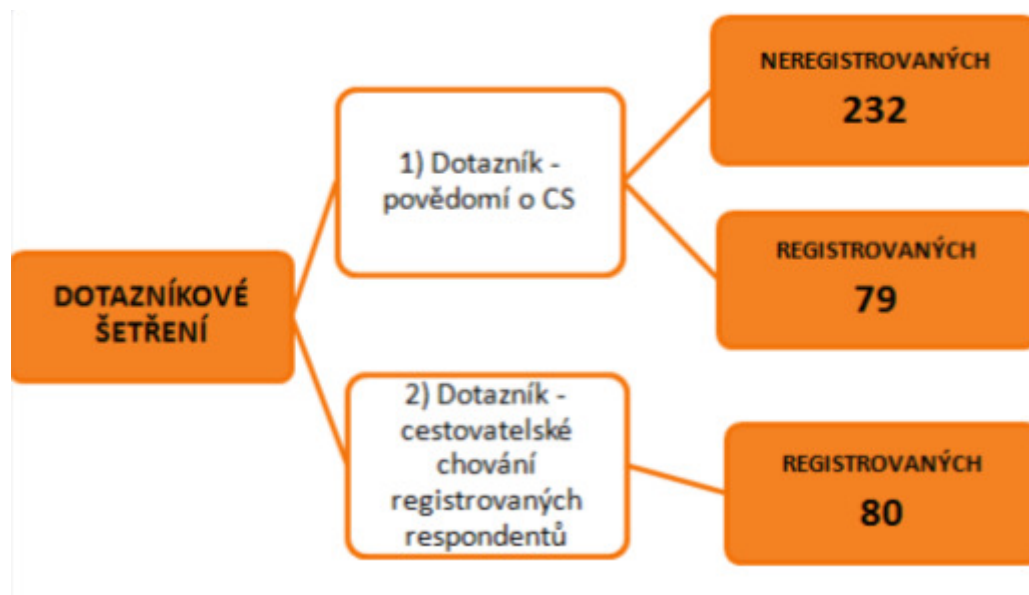 DOTAZNÍKOVÉ
ŠETŘENÍ
1) Dotazník -
povědomí o CS
NEREGISTROVANÝCH
232
REGISTROVANÝCH
79
2) Dotazník -
cestovatelské
chování
registrovaných
respondentů
REGISTROVANÝCH
80